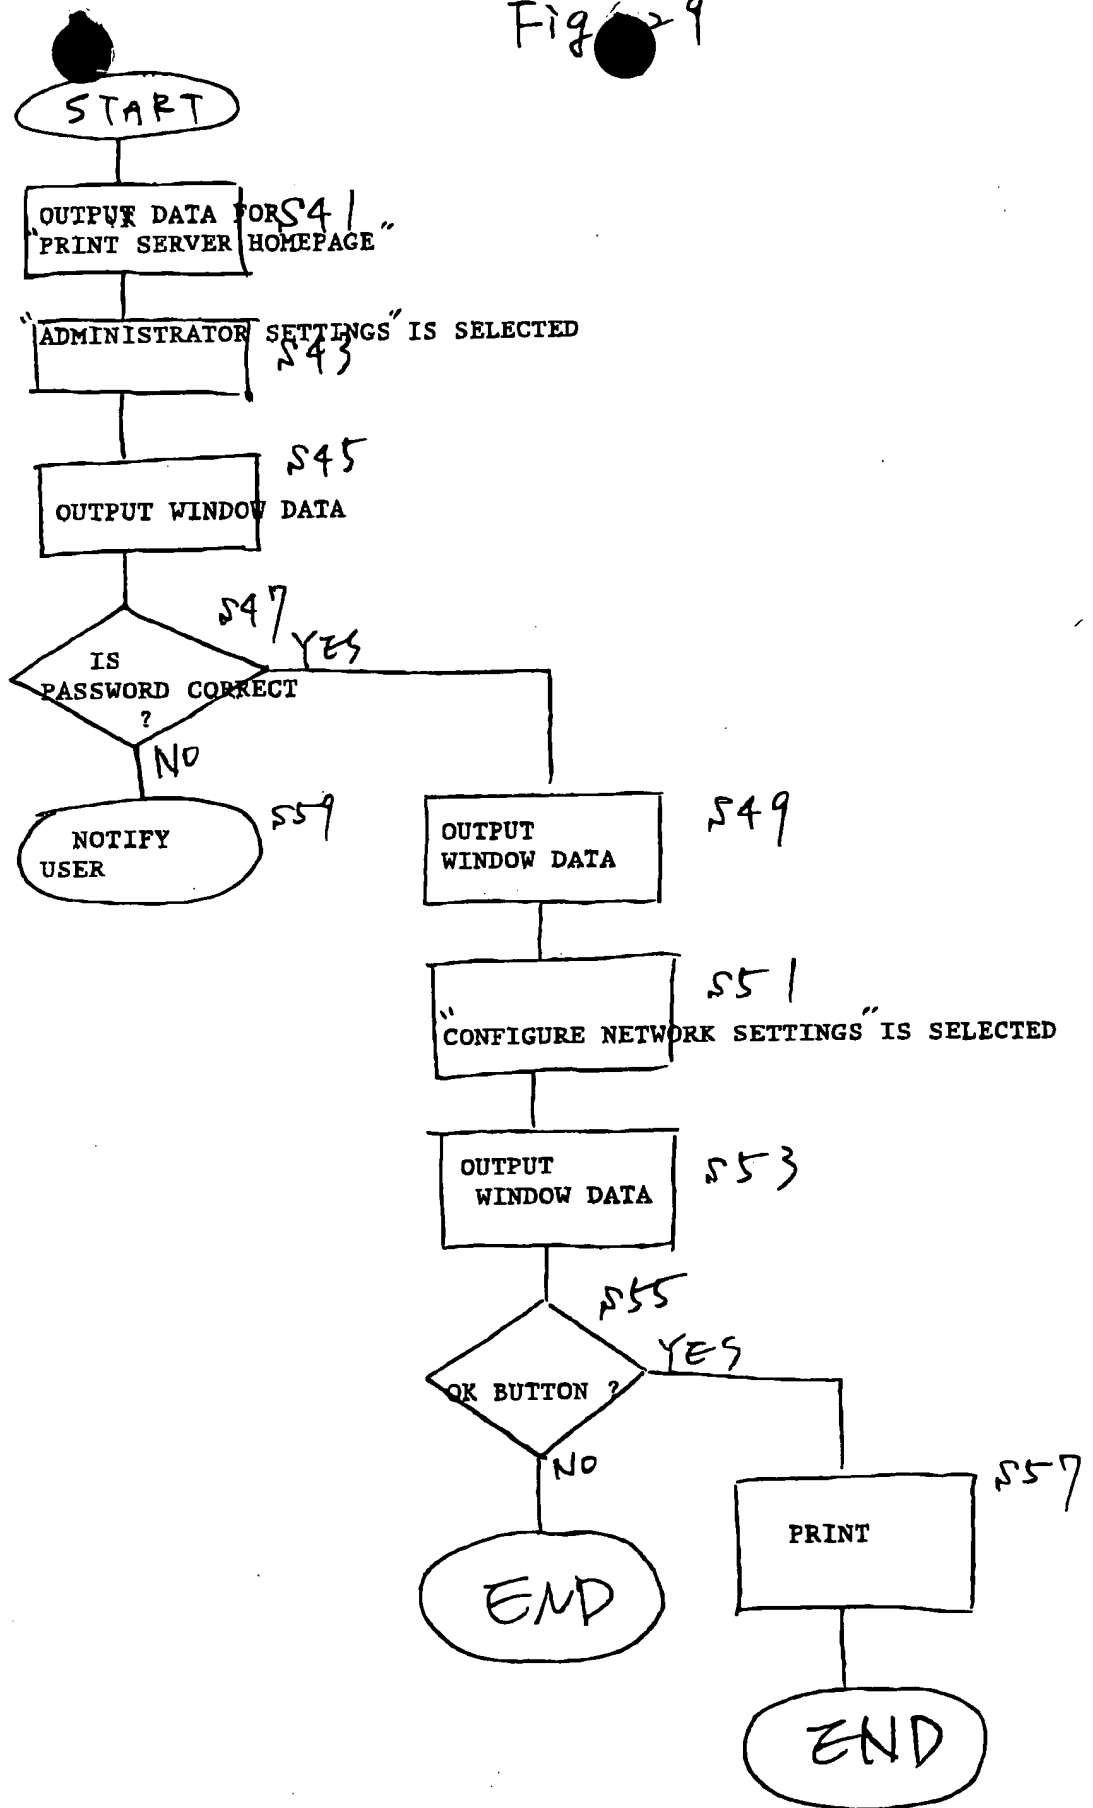 Fig. 29
START
S41
OUTPUT DATA FOR
"PRINT SERVER HOMEPAGE"
"ADMINISTRATOR SETTINGS" IS SELECTED
S43
S45
OUTPUT WINDOW DATA
S47
YES
IS
PASSWORD CORRECT
?
NO
S59
NOTIFY
USER
S49
OUTPUT
WINDOW DATA
S51
"CONFIGURE NETWORK SETTINGS" IS SELECTED
S53
OUTPUT
WINDOW DATA
S55
YES
OK BUTTON ?
NO
S57
PRINT
END
END